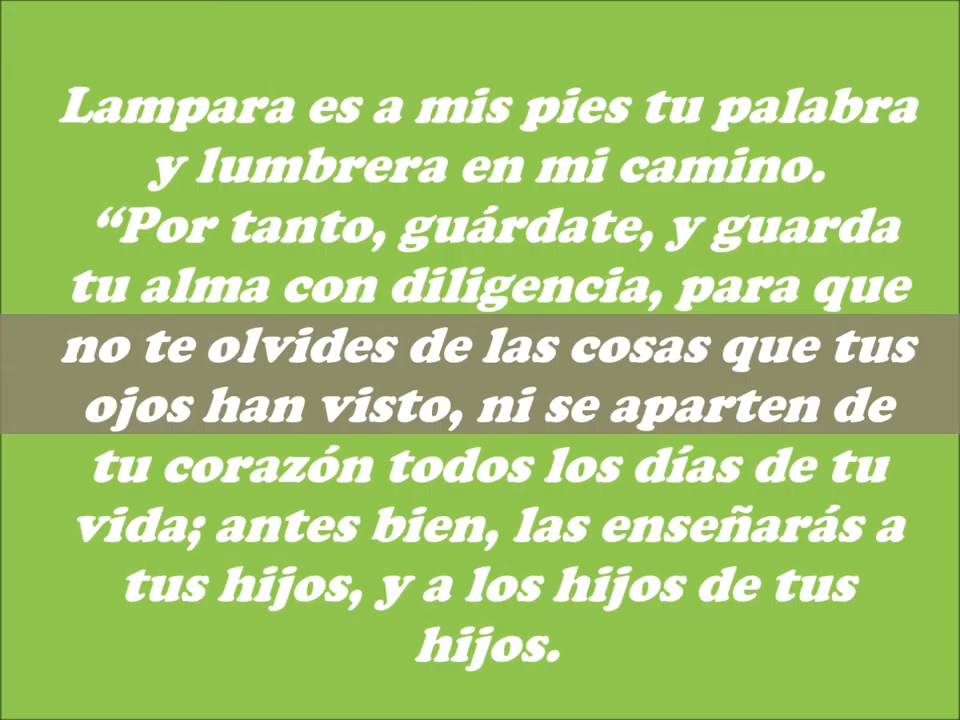 Lampara es a mis pies tu palabra
y lumbrera en mi camino.
“Por tanto, guárdate, y guarda
tu alma con diligencia, para que
no te olvides de las cosas que tus
ojos han visto, ni se aparten de
tu corazón todos los días de tu
vida; antes bien, las enseñarás a
tus hijos, y a los hijos de tus
hijos.